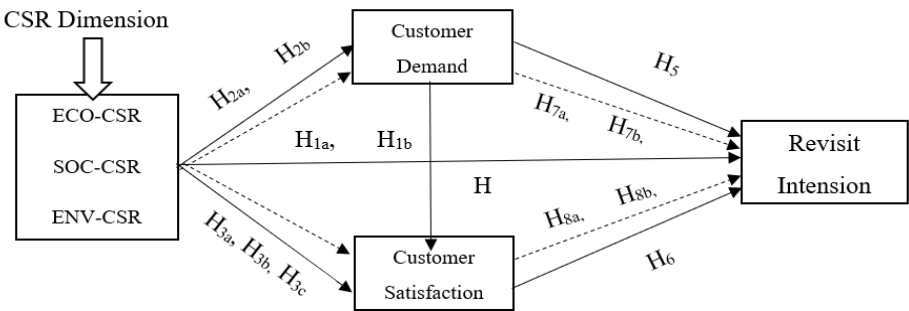 CSR Dimension
ECO-CSR
SOC-CSR
ENV-CSR
H2a, H2b
Customer
Demand
H5
H7a, H7b,
H1a, H1b
H
Revisit
Intension
H3a, H3b, H3c
Customer
Satisfaction
H8a, H8b,
H6